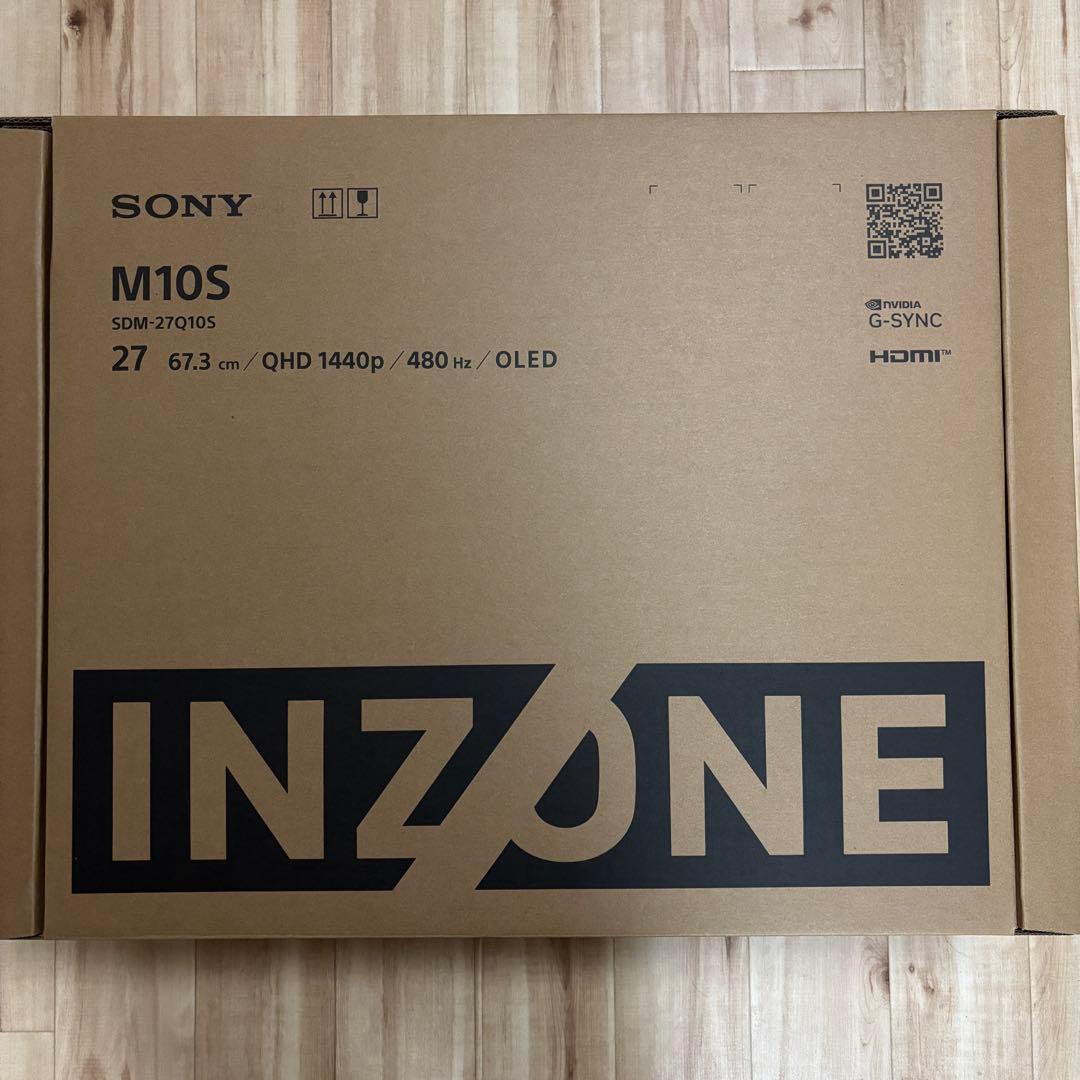 SONY
M10S
SDM-27Q10S
27 67.3 cm / QHD 1440p / 480 Hz / OLED
NVIDIA
G-SYNC
HDMI™
INZONE